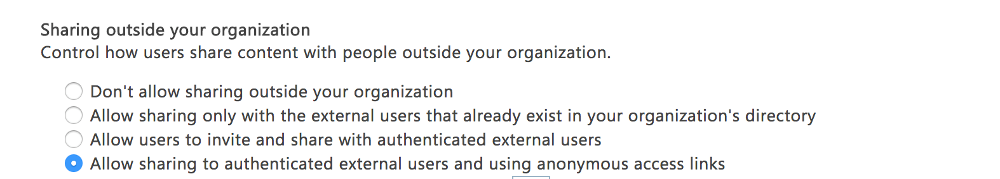 Sharing outside your organization
Control how users share content with people outside your organization.
Don't allow sharing outside your organization
Allow sharing only with the external users that already exist in your organization's directory
Allow users to invite and share with authenticated external users
Allow sharing to authenticated external users and using anonymous access links